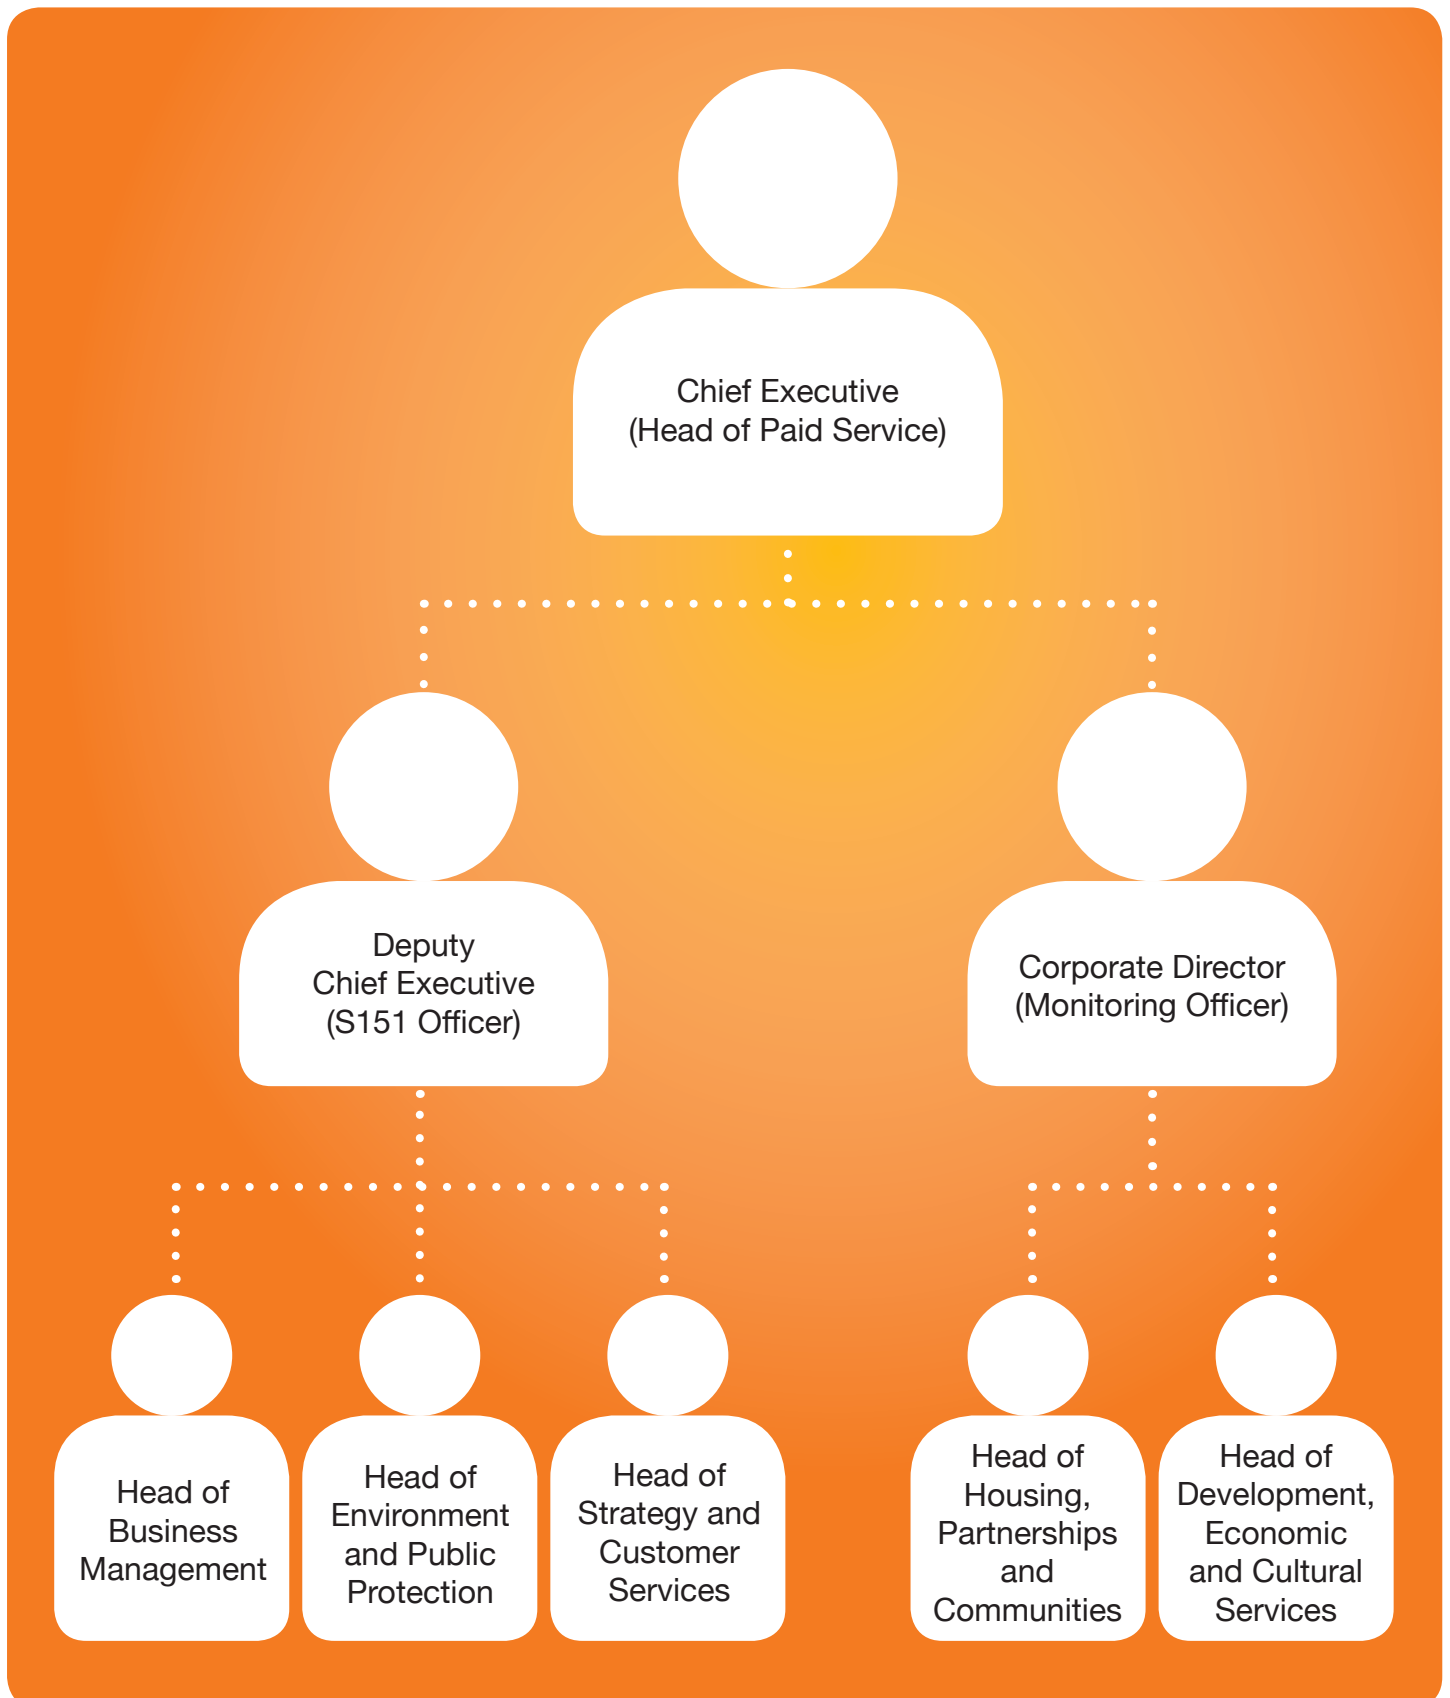 Chief Executive
(Head of Paid Service)
Deputy
Chief Executive
(S151 Officer)
Corporate Director
(Monitoring Officer)
Head of
Business
Management
Head of
Environment
and Public
Protection
Head of
Strategy and
Customer
Services
Head of
Housing,
Partnerships
and
Communities
Head of
Development,
Economic
and Cultural
Services